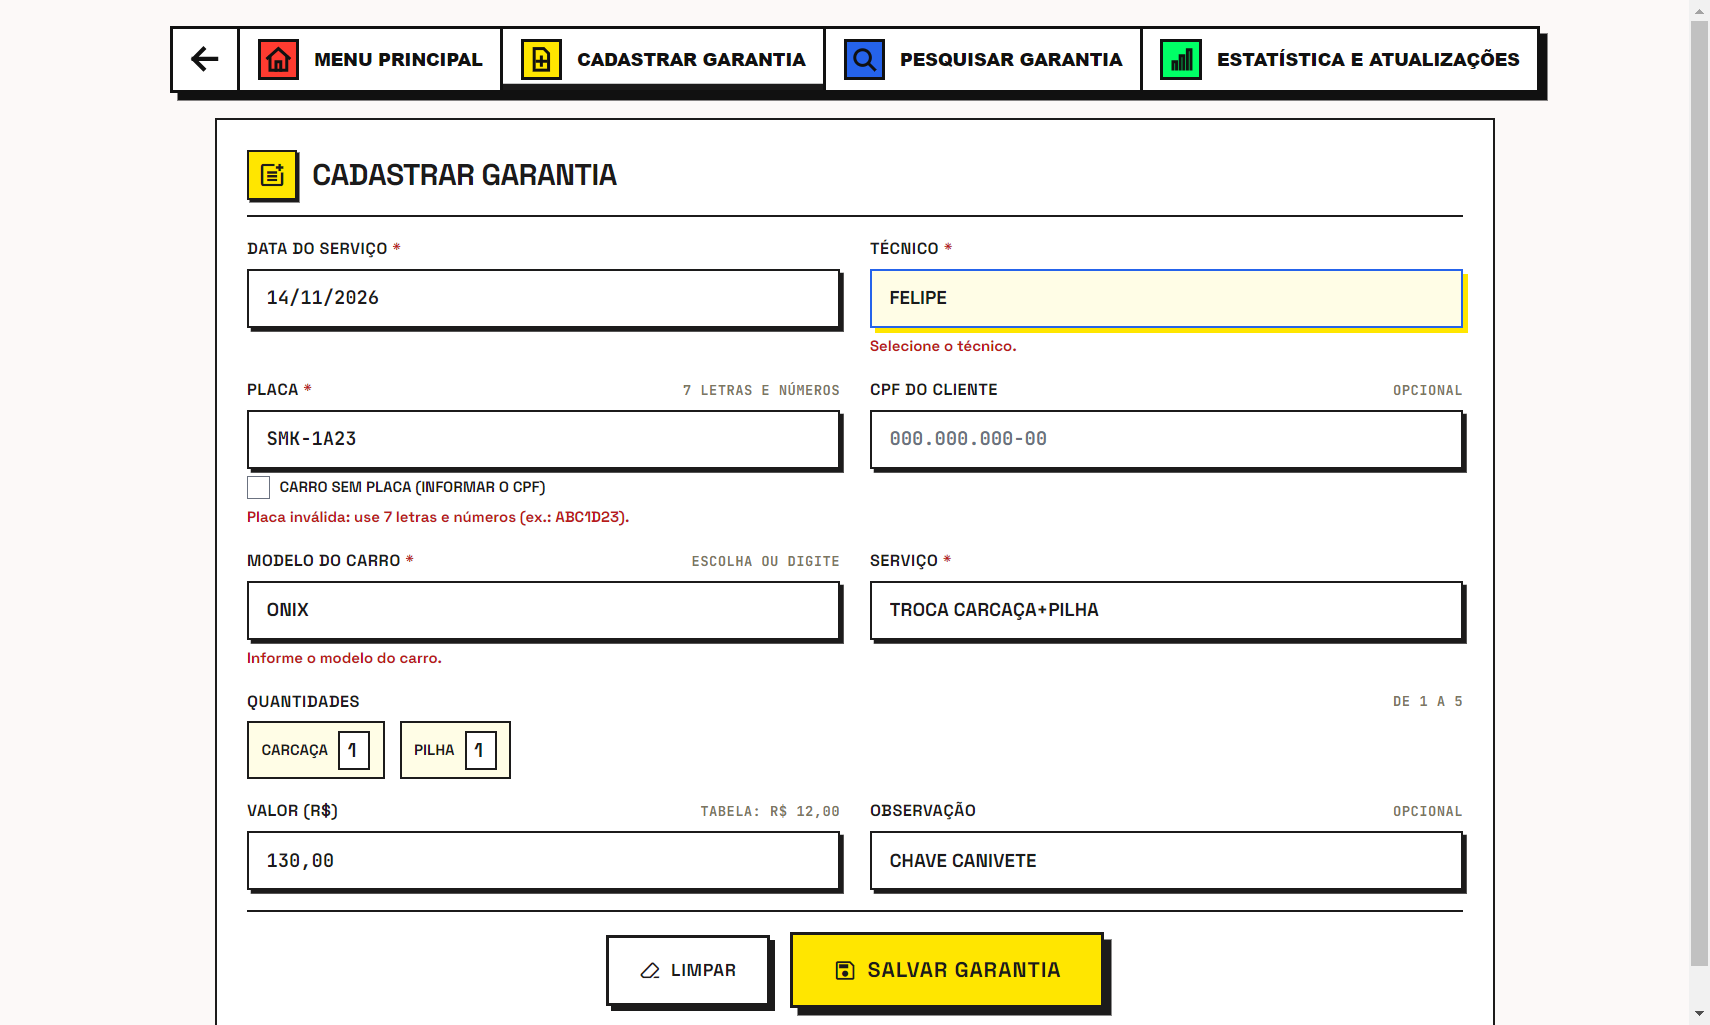 MENU PRINCIPAL
CADASTRAR GARANTIA
PESQUISAR GARANTIA
ESTATÍSTICA E ATUALIZAÇÕES
CADASTRAR GARANTIA
DATA DO SERVIÇO *
14/11/2026
TÉCNICO *
FELIPE
Selecione o técnico.
PLACA *
7 LETRAS E NÚMEROS
SMK-1A23
CARRO SEM PLACA (INFORMAR O CPF)
Placa inválida: use 7 letras e números (ex.: ABC1D23).
CPF DO CLIENTE
OPCIONAL
000.000.000-00
MODELO DO CARRO *
ESCOLHA OU DIGITE
ONIX
Informe o modelo do carro.
SERVIÇO *
TROCA CARCAÇA+PILHA
QUANTIDADES
DE 1 A 5
CARCAÇA 1
PILHA 1
VALOR (R$)
TABELA: R$ 12,00
130,00
OBSERVAÇÃO
OPCIONAL
CHAVE CANIVETE
LIMPAR
SALVAR GARANTIA